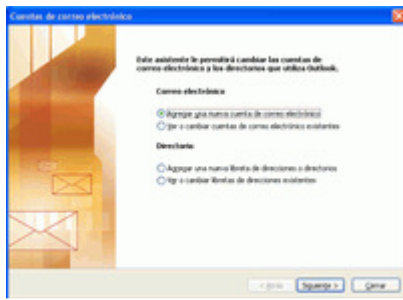 Cuentas de correo electrónico
Este asistente le permitirá cambiar las cuentas de
correo electrónico y los directorios que utiliza Outlook.
Correo electrónico
Agregar una nueva cuenta de correo electrónico
Ver o cambiar cuentas de correo electrónico existentes
Directorio
Agregar una nueva libreta de direcciones o directorios
Ver o cambiar libretas de direcciones existentes
< Atrás
Siguiente >
Cerrar